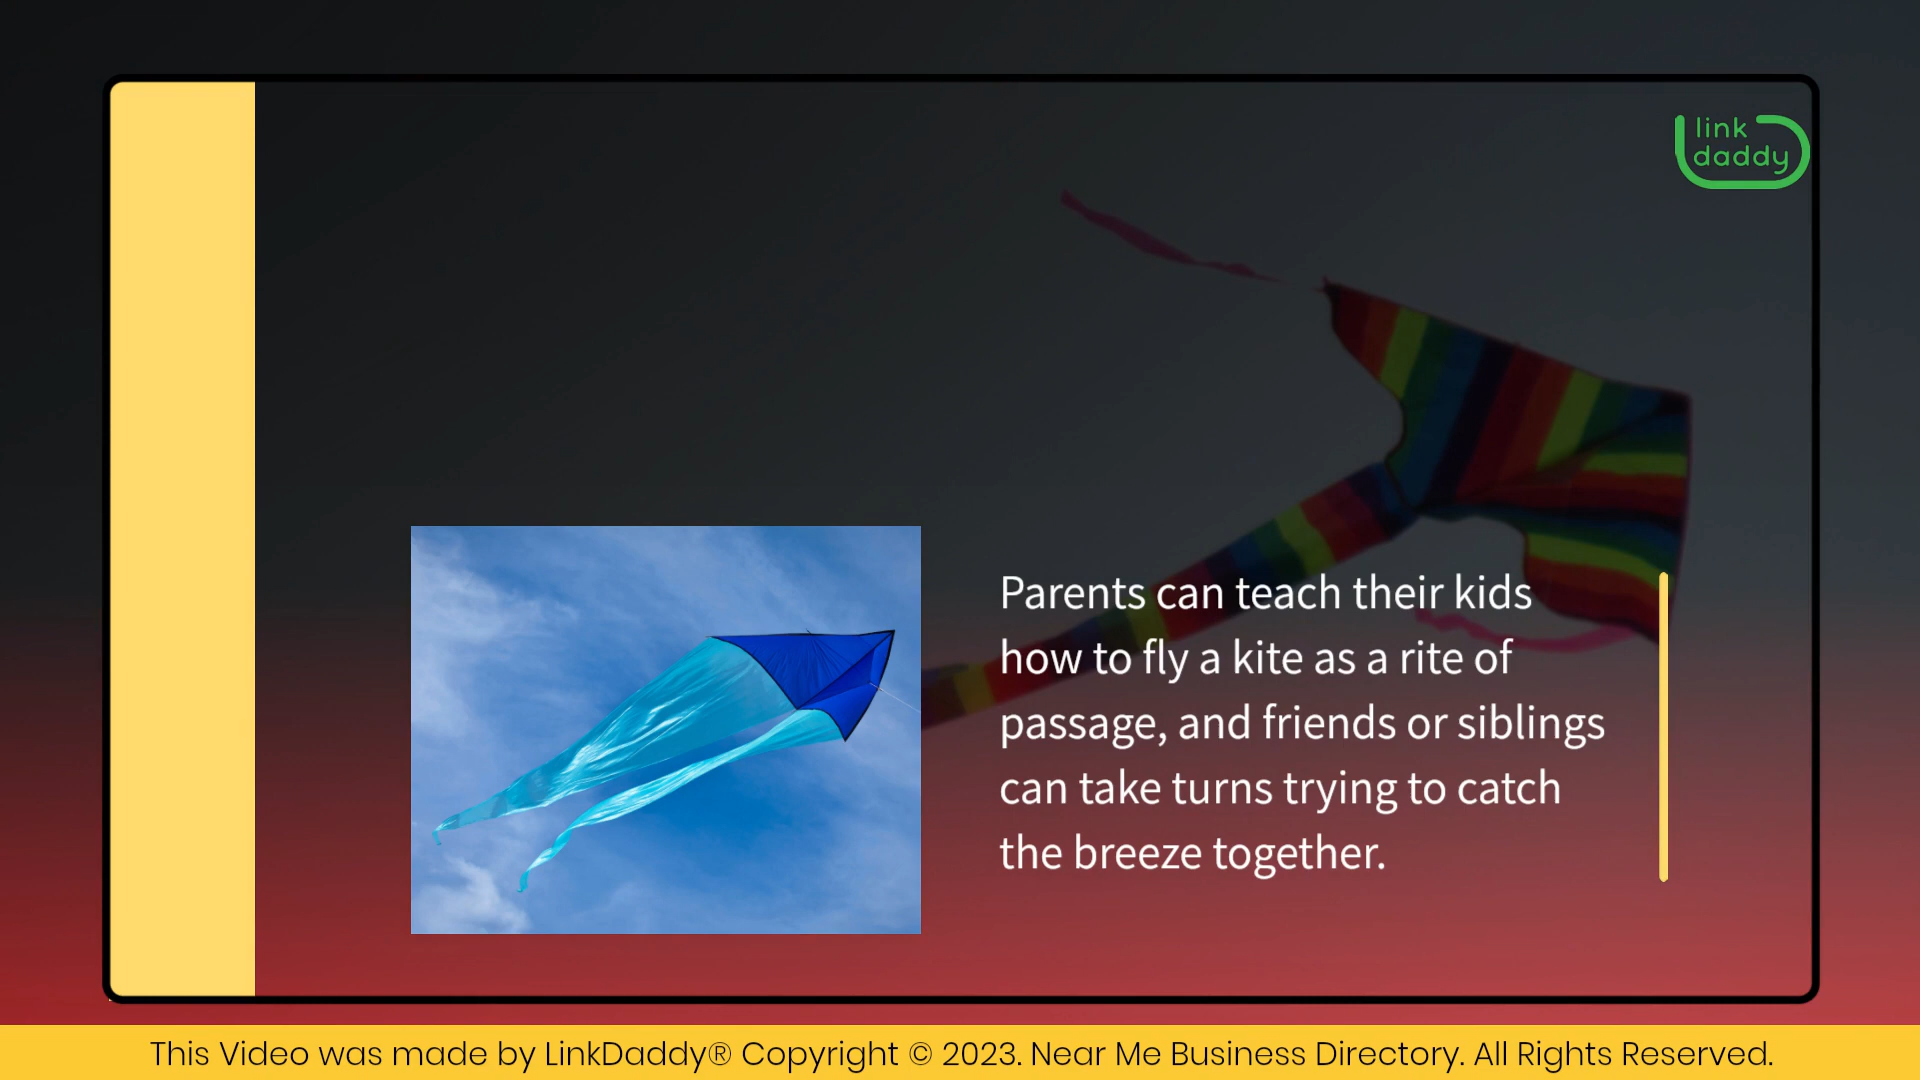 link
daddy
Parents can teach their kids
how to fly a kite as a rite of
passage, and friends or siblings
can take turns trying to catch
the breeze together.
This Video was made by LinkDaddy® Copyright © 2023. Near Me Business Directory. All Rights Reserved.